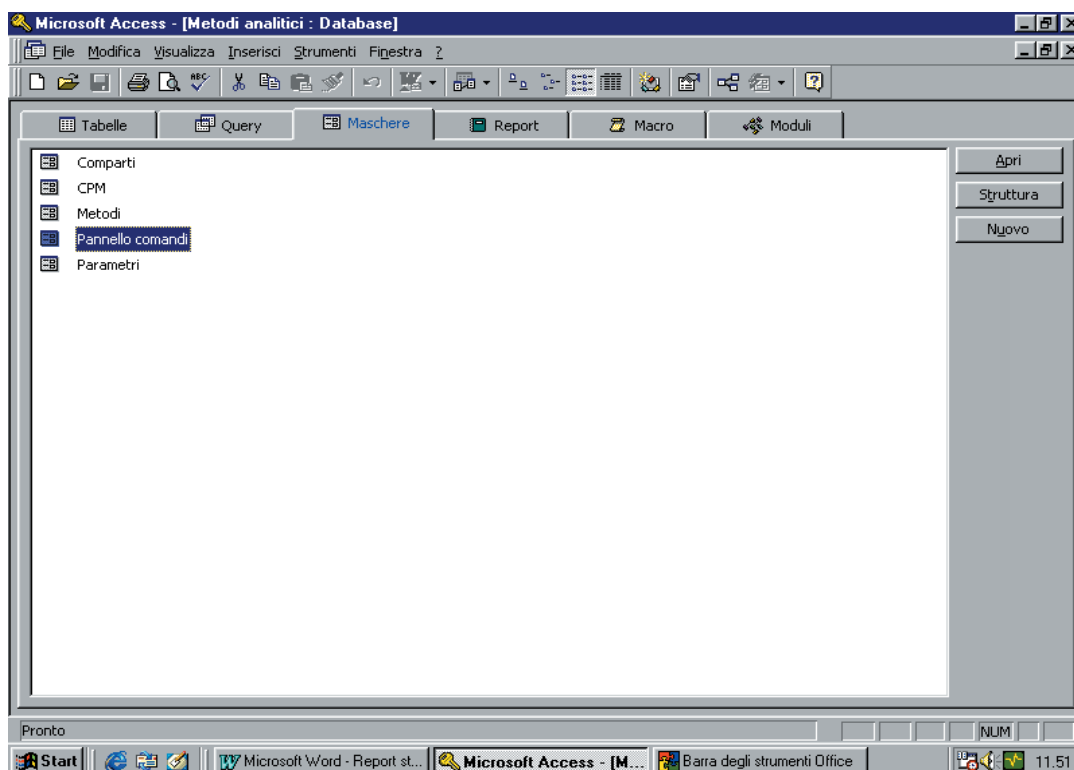 Microsoft Access - [Metodi analitici : Database]
File Modifica Visualizza Inserisci Strumenti Finestra ?
Tabelle Query Maschere Report Macro Moduli
Comparti Apri
CPM
Metodi Struttura
Pannello comandi Nuovo
Parametri
Pronto NUM
Start Microsoft Word - Report st... Microsoft Access - [M... Barra degli strumenti Office 11.51